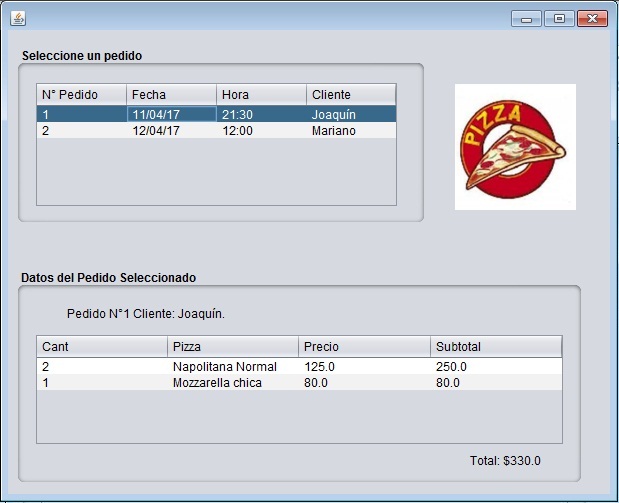 Seleccione un pedido
N° Pedido Fecha Hora Cliente
1 11/04/17 21:30 Joaquín
2 12/04/17 12:00 Mariano
PIZZA
Datos del Pedido Seleccionado
Pedido N°1 Cliente: Joaquín.
Cant Pizza Precio Subtotal
2 Napolitana Normal 125.0 250.0
1 Mozzarella chica 80.0 80.0
Total: $330.0